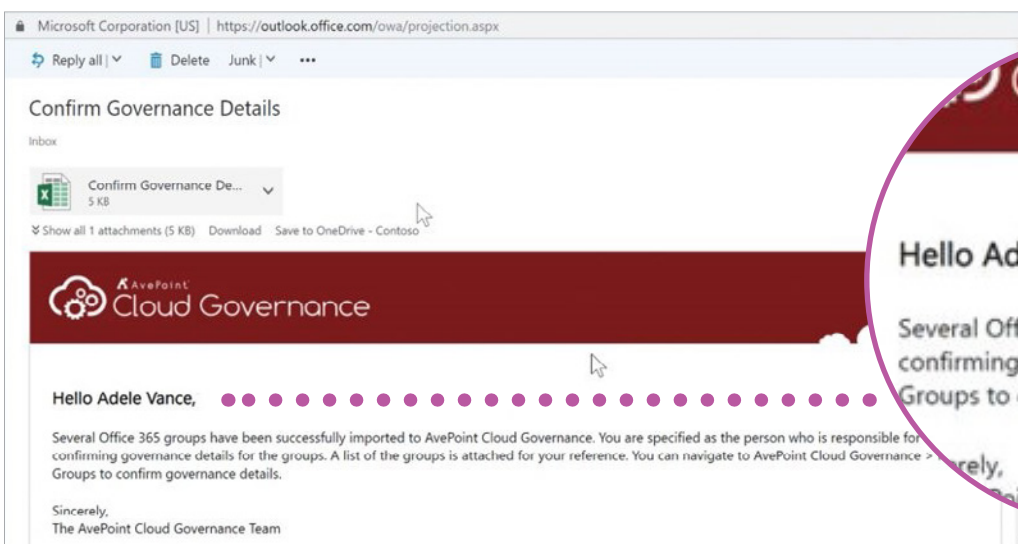 Microsoft Corporation [US] | https://outlook.office.com/owa/projection.aspx
Reply all | Delete Junk | ...
Confirm Governance Details
Inbox
Confirm Governance De...
5 KB
Show all 1 attachments (5 KB) Download Save to OneDrive - Contoso
AvePoint
Cloud Governance
Hello Adele Vance,
Several Office 365 groups have been successfully imported to AvePoint Cloud Governance. You are specified as the person who is responsible for
confirming governance details for the groups. A list of the groups is attached for your reference. You can navigate to AvePoint Cloud Governance >
Groups to confirm governance details.
Sincerely,
The AvePoint Cloud Governance Team
Hello Ad
Several Off
confirming
Groups to
rely,